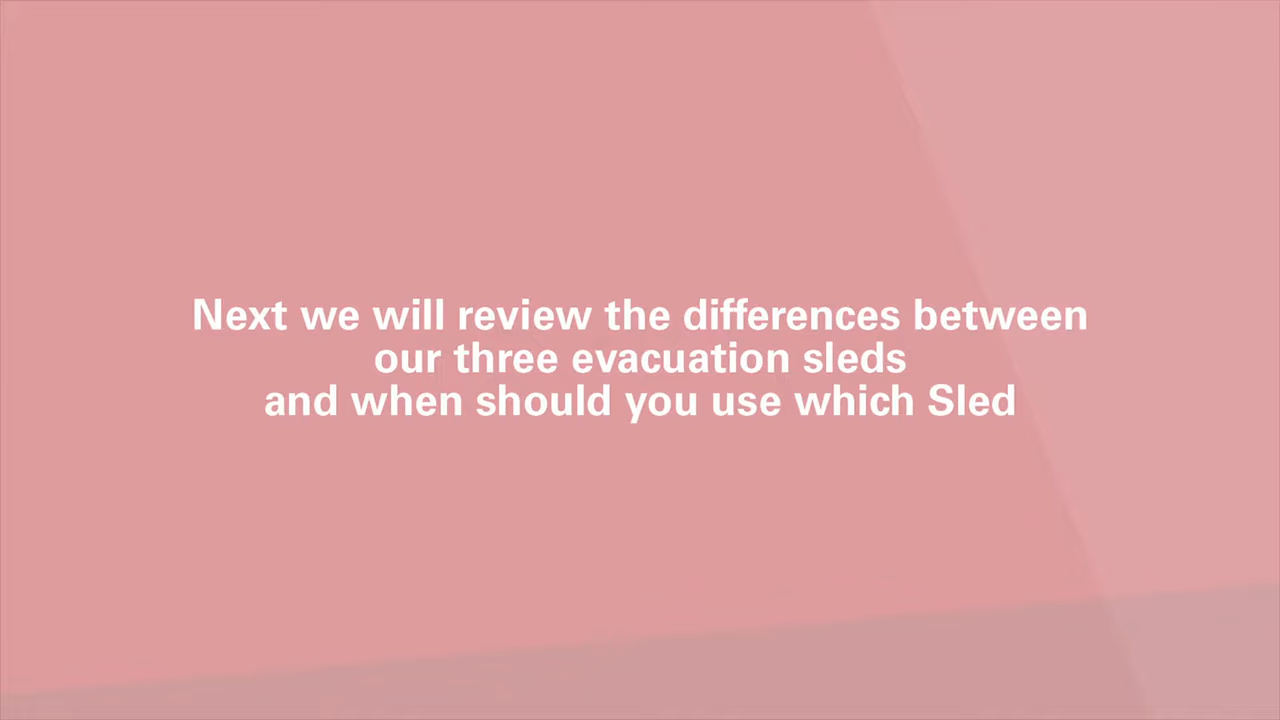 Next we will review the differences between
our three evacuation sleds
and when should you use which Sled